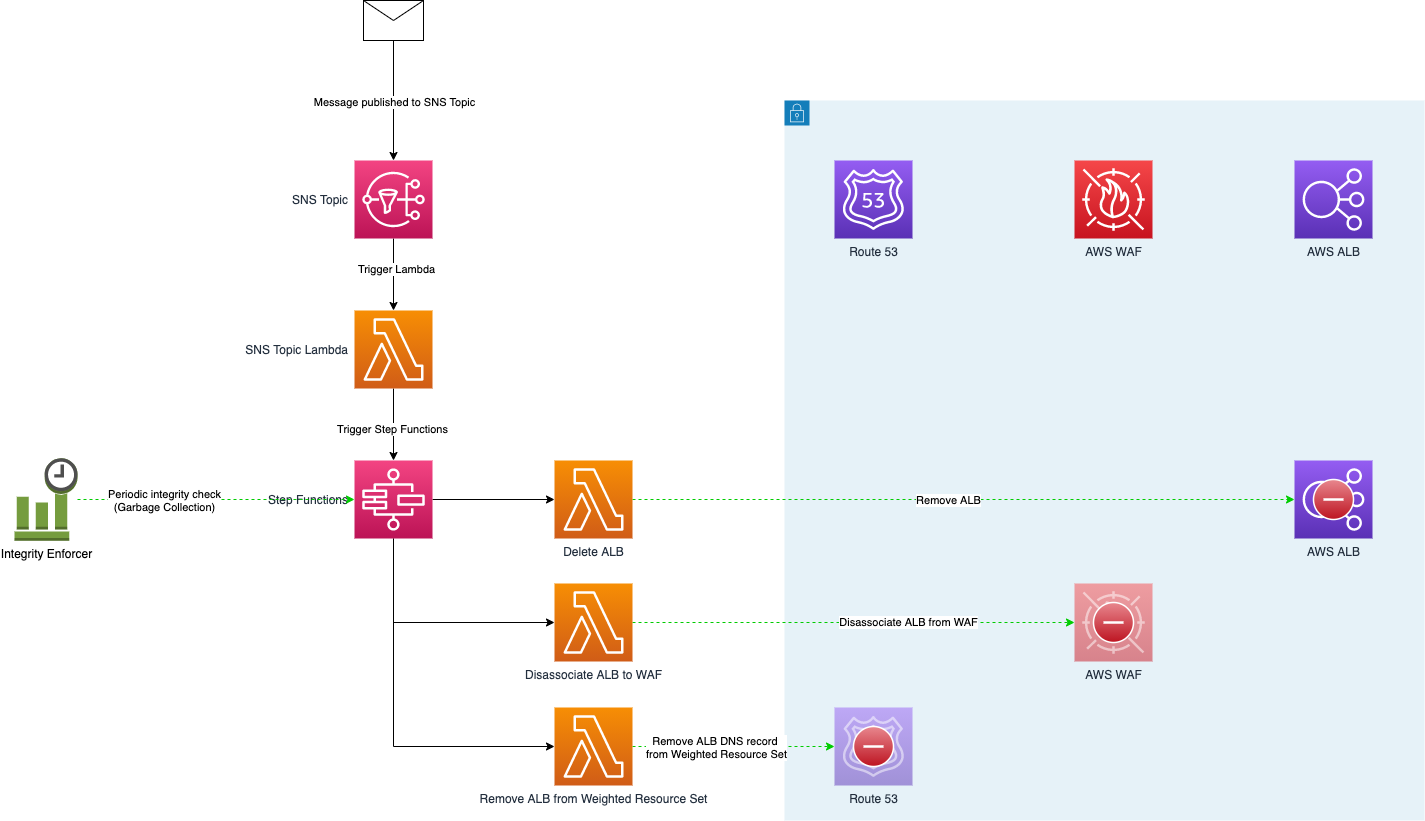 Message published to SNS Topic
SNS Topic
53
Route 53
AWS WAF
AWS ALB
Trigger Lambda
SNS Topic Lambda
Trigger Step Functions
Periodic integrity check
(Garbage Collection)
Step Functions
Remove ALB
Integrity Enforcer
Delete ALB
AWS ALB
Disassociate ALB from WAF
Disassociate ALB to WAF
AWS WAF
Remove ALB DNS record
from Weighted Resource Set
Remove ALB from Weighted Resource Set
Route 53